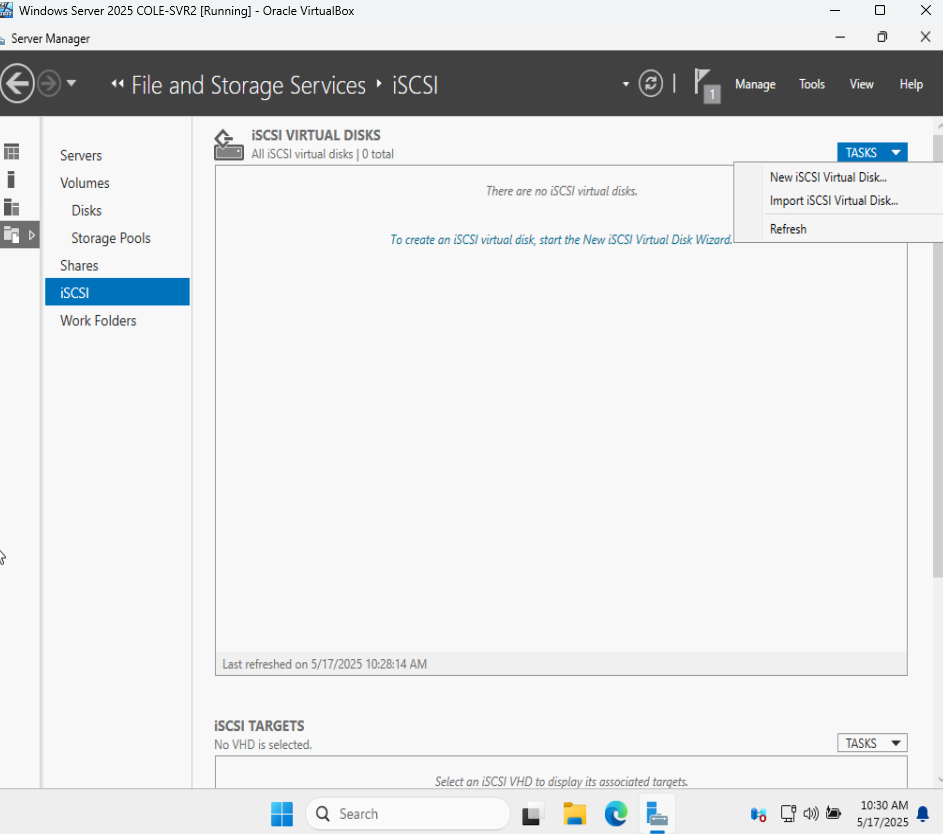 Windows Server 2025 COLE-SVR2 [Running] - Oracle VirtualBox
Server Manager
File and Storage Services
iSCSI
1
Manage
Tools
View
Help
Servers
Volumes
Disks
Storage Pools
Shares
iSCSI
Work Folders
iSCSI VIRTUAL DISKS
All iSCSI virtual disks | 0 total
TASKS
New iSCSI Virtual Disk...
Import iSCSI Virtual Disk...
Refresh
There are no iSCSI virtual disks.
To create an iSCSI virtual disk, start the New iSCSI Virtual Disk Wizard.
Last refreshed on 5/17/2025 10:28:14 AM
iSCSI TARGETS
No VHD is selected.
TASKS
Select an iSCSI VHD to display its associated targets.
Search
10:30 AM
5/17/2025